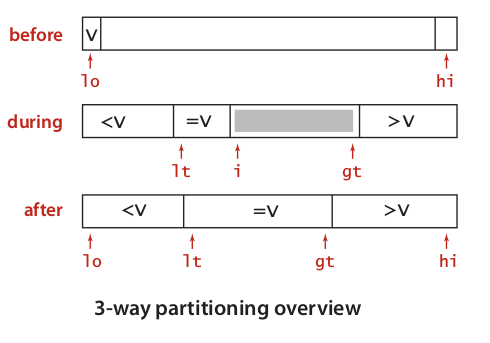 before V
lo hi
during <V =V >V
lt i gt
after <V =V >V
lo lt gt hi
3-way partitioning overview